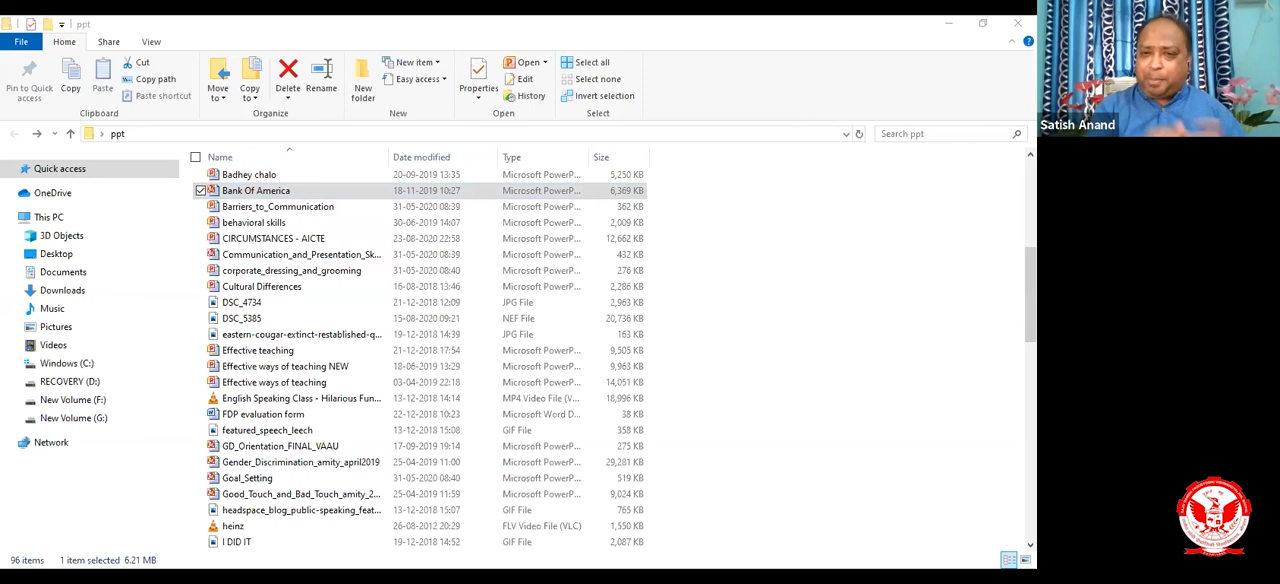 ppt
File Home Share View
Pin to Quick access
Copy
Paste
Cut
Copy path
Paste shortcut
Clipboard
Move to
Copy to
Delete
Rename
Organize
New folder
New item
Easy access
New
Properties
Open
Edit
History
Open
Select all
Select none
Invert selection
Select
Satish Anand
ppt
Search ppt
Quick access
OneDrive
This PC
3D Objects
Desktop
Documents
Downloads
Music
Pictures
Videos
Windows (C:)
RECOVERY (D:)
New Volume (F:)
New Volume (G:)
Network
Name Date modified Type Size
Badhey chalo 20-09-2019 13:35 Microsoft PowerP... 5,250 KB
Bank Of America 18-11-2019 10:27 Microsoft PowerP... 6,369 KB
Barriers_to_Communication 31-05-2020 08:39 Microsoft PowerP... 362 KB
behavioral skills 30-06-2019 14:07 Microsoft PowerP... 2,009 KB
CIRCUMSTANCES - AICTE 23-08-2020 22:58 Microsoft PowerP... 12,662 KB
Communication_and_Presentation_Sk... 31-05-2020 08:39 Microsoft PowerP... 432 KB
corporate_dressing_and_grooming 31-05-2020 08:40 Microsoft PowerP... 276 KB
Cultural Differences 16-08-2018 13:46 Microsoft PowerP... 2,286 KB
DSC_4734 21-12-2018 12:09 JPG File 2,963 KB
DSC_5385 15-08-2020 09:21 NEF File 20,736 KB
eastern-cougar-extinct-restablished-q... 19-12-2018 14:39 JPG File 163 KB
Effective teaching 21-12-2018 17:54 Microsoft PowerP... 9,505 KB
Effective ways of teaching NEW 18-06-2019 13:29 Microsoft PowerP... 9,963 KB
Effective ways of teaching 03-04-2019 22:18 Microsoft PowerP... 14,051 KB
English Speaking Class - Hilarious Fun... 13-12-2018 14:14 MP4 Video File (V... 18,996 KB
FDP evaluation form 22-12-2018 10:23 Microsoft Word D... 38 KB
featured_speech_leech 13-12-2018 15:08 GIF File 358 KB
GD_Orientation_FINAL_VAAU 17-09-2019 19:14 Microsoft PowerP... 275 KB
Gender_Discrimination_amity_april2019 25-04-2019 11:00 Microsoft PowerP... 29,281 KB
Goal_Setting 31-05-2020 08:40 Microsoft PowerP... 519 KB
Good_Touch_and_Bad_Touch_amity_2... 25-04-2019 11:59 Microsoft PowerP... 9,024 KB
headspace_blog_public-speaking_feat... 13-12-2018 15:07 GIF File 765 KB
heinz 26-08-2012 20:29 FLV Video File (VLC) 1,550 KB
I DID IT 19-12-2018 14:52 GIF File 2,087 KB
96 items 1 item selected 6.21 MB